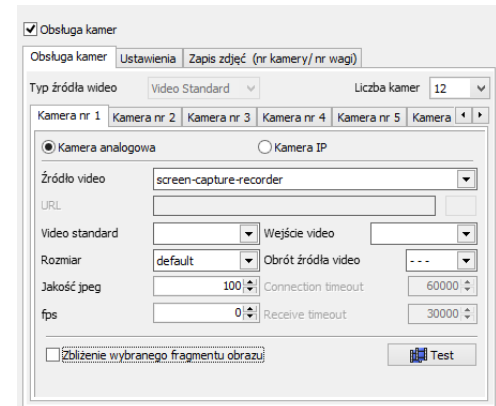 Obsługa kamer
Obsługa kamer Ustawienia Zapis zdjęć (nr kamery/ nr wagi)
Typ źródła wideo Video Standard Liczba kamer 12
Kamera nr 1 Kamera nr 2 Kamera nr 3 Kamera nr 4 Kamera nr 5 Kamera
Kamera analogowa Kamera IP
Źródło video screen-capture-recorder
URL
Video standard Wejście video
Rozmiar default Obrót źródła video - - -
Jakość jpeg 100 Connection timeout 60000
fps 0 Receive timeout 30000
Zbliżenie wybranego fragmentu obrazu Test